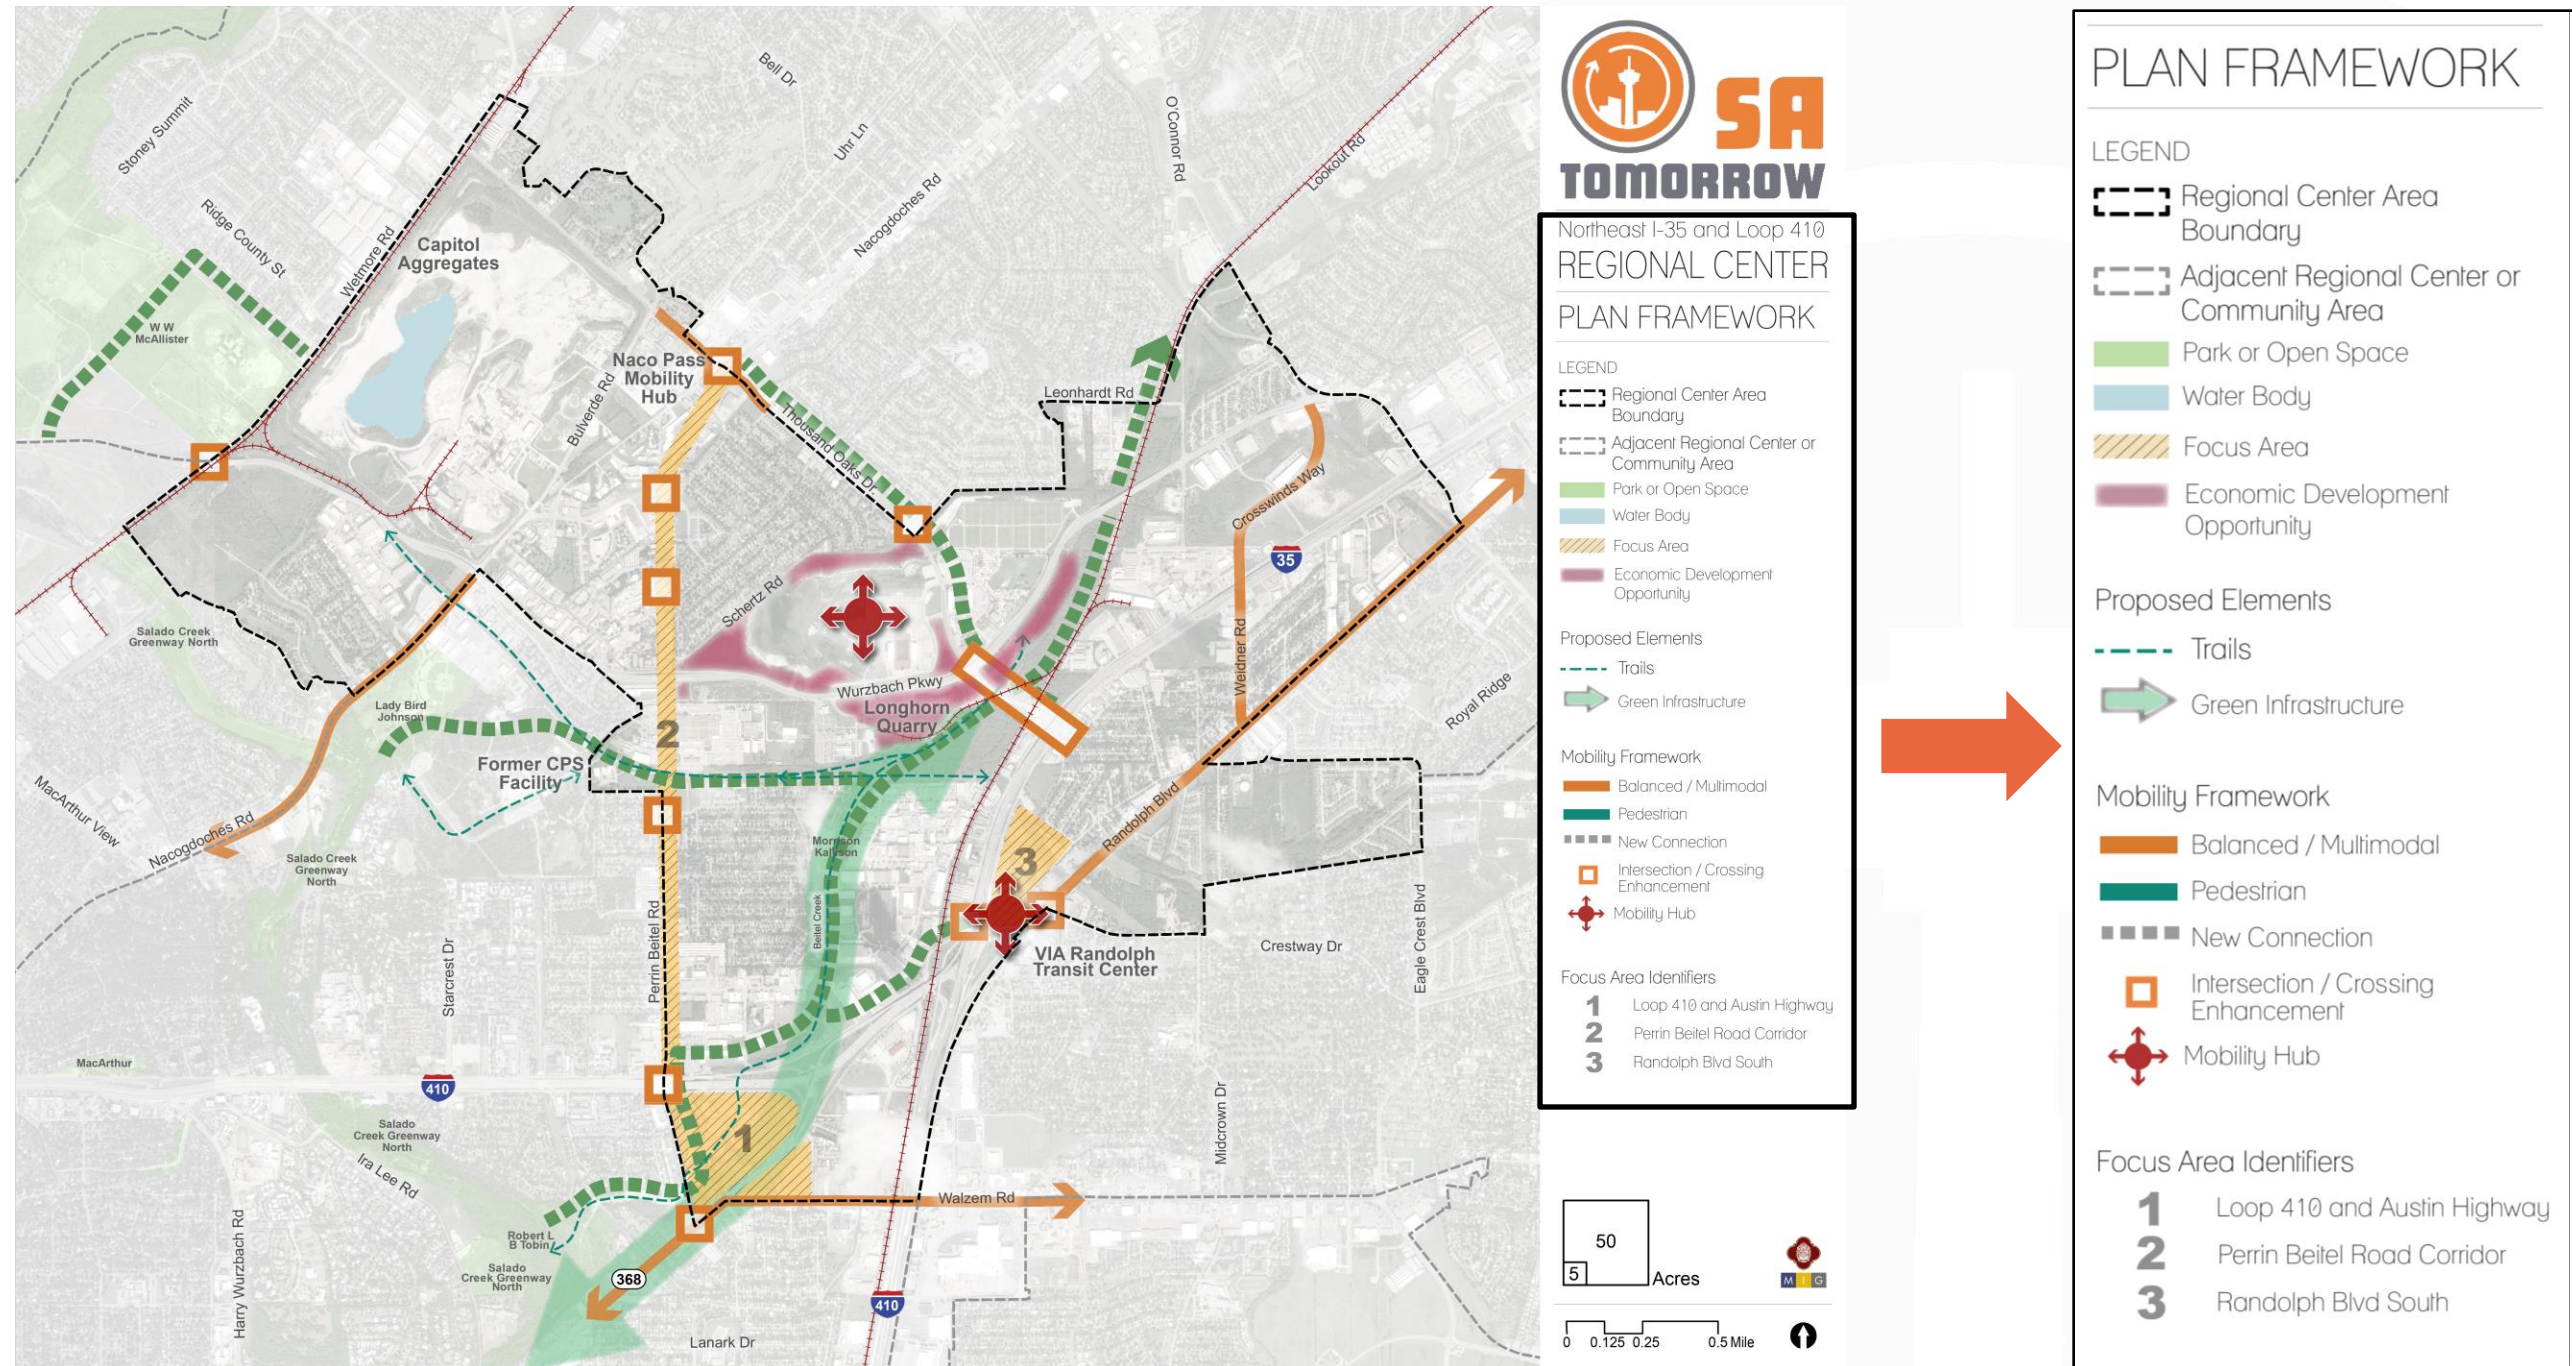 Bell Dr
Stoney Summit
Uhr Ln
O'Connor Rd
Lookout Rd
Nacogdoches Rd
Ridge County St
Wetmore Rd
Capitol
Aggregates
W W
McAllister
Naco Pass
Mobility
Hub
Bulverde Rd
Leonhardt Rd
Thousand Oaks Dr
Crosswinds Way
35
Schertz Rd
Salado Creek
Greenway North
Weidner Rd
Wurzbach Pkwy
Royal Ridge
Lady Bird
Johnson
Longhorn
Quarry
2
Former CPS
Facility
MacArthur View
Nacogdoches Rd
Randolph Blvd
Morrison
Kallison
Salado Creek
Greenway
North
3
Beitel Creek
Perrin Beitel Rd
Starcrest Dr
Eagle Crest Blvd
Crestway Dr
VIA Randolph
Transit Center
MacArthur
410
Midcrown Dr
Salado
Creek Greenway
North
1
Ira Lee Rd
Walzem Rd
Harry Wurzbach Rd
Robert L
B Tobin
Salado
Creek Greenway
North
368
410
Lanark Dr
SA
TOMORROW
Northeast I-35 and Loop 410
REGIONAL CENTER
PLAN FRAMEWORK
LEGEND
Regional Center Area
Boundary
Adjacent Regional Center or
Community Area
Park or Open Space
Water Body
Focus Area
Economic Development
Opportunity
Proposed Elements
Trails
Green Infrastructure
Mobility Framework
Balanced / Multimodal
Pedestrian
New Connection
Intersection / Crossing
Enhancement
Mobility Hub
Focus Area Identifiers
1 Loop 410 and Austin Highway
2 Perrin Beitel Road Corridor
3 Randolph Blvd South
50
5
Acres
M I G
0 0.125 0.25 0.5 Mile
PLAN FRAMEWORK
LEGEND
Regional Center Area
Boundary
Adjacent Regional Center or
Community Area
Park or Open Space
Water Body
Focus Area
Economic Development
Opportunity
Proposed Elements
Trails
Green Infrastructure
Mobility Framework
Balanced / Multimodal
Pedestrian
New Connection
Intersection / Crossing
Enhancement
Mobility Hub
Focus Area Identifiers
1 Loop 410 and Austin Highway
2 Perrin Beitel Road Corridor
3 Randolph Blvd South